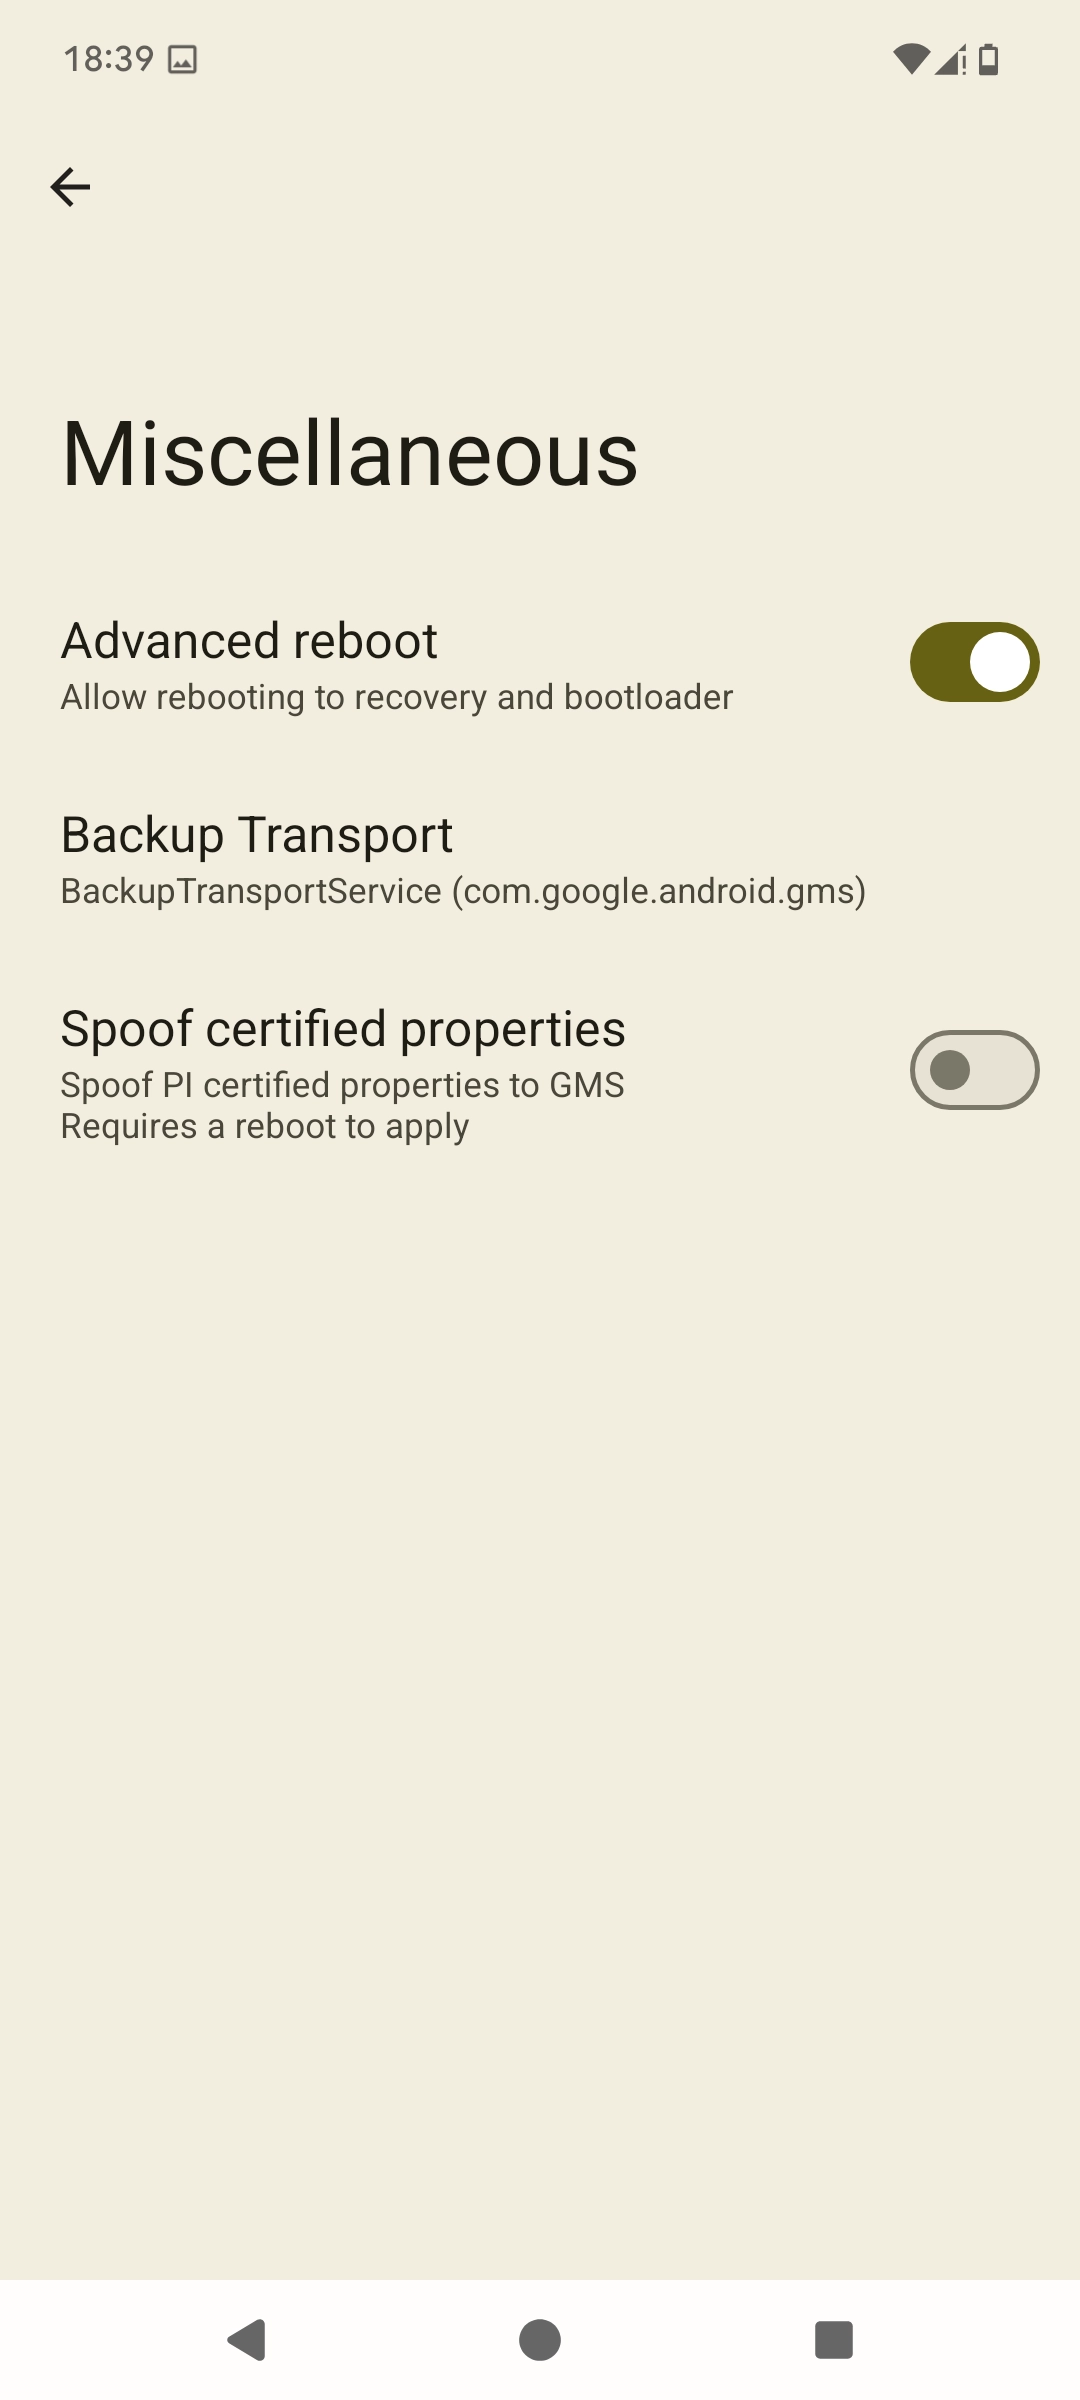 18:39
Miscellaneous
Advanced reboot
Allow rebooting to recovery and bootloader
Backup Transport
BackupTransportService (com.google.android.gms)
Spoof certified properties
Spoof PI certified properties to GMS
Requires a reboot to apply